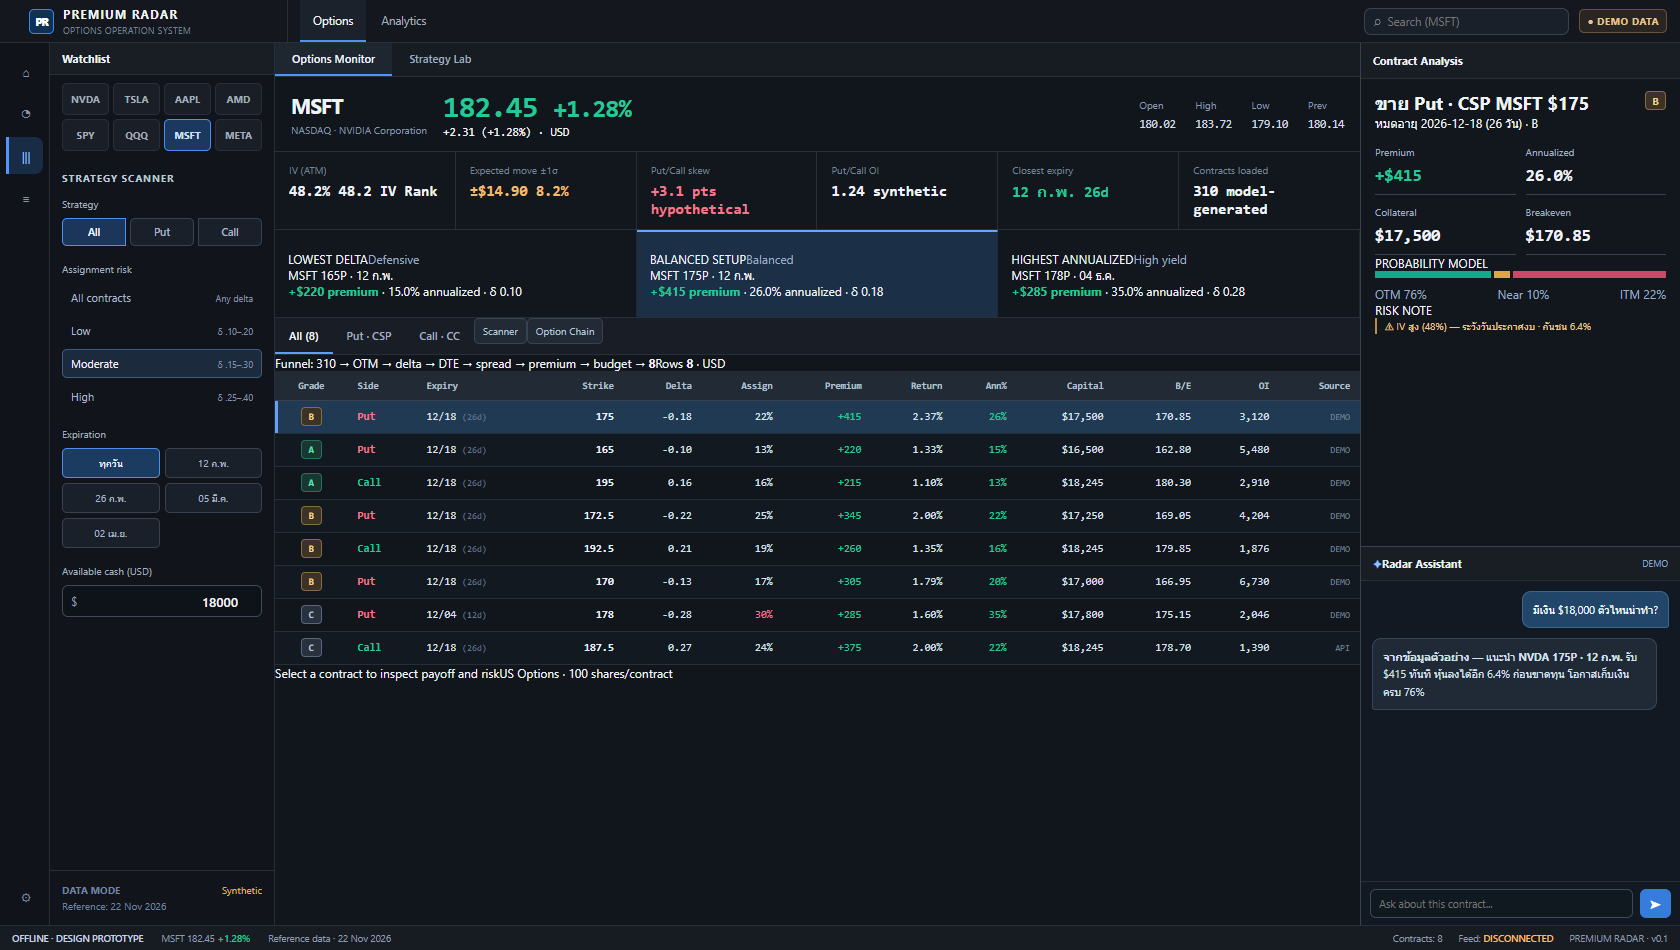 PR
PREMIUM RADAR
OPTIONS OPERATION SYSTEM
Options
Analytics
Search (MSFT)
● DEMO DATA
Watchlist
NVDA TSLA AAPL AMD
SPY QQQ MSFT META
STRATEGY SCANNER
Strategy
All Put Call
Assignment risk
All contracts Any delta
Low δ .10–.20
Moderate δ .15–.30
High δ .25–.40
Expiration
ทุกวัน 12 ก.พ.
26 ก.พ. 05 มี.ค.
02 เม.ย.
Available cash (USD)
$ 18000
DATA MODE Synthetic
Reference: 22 Nov 2026
Options Monitor Strategy Lab
MSFT
NASDAQ · NVIDIA Corporation
182.45 +1.28%
+2.31 (+1.28%) · USD
Open High Low Prev
180.02 183.72 179.10 180.14
IV (ATM)
48.2% 48.2 IV Rank
Expected move ±1σ
±$14.90 8.2%
Put/Call skew
+3.1 pts
hypothetical
Put/Call OI
1.24 synthetic
Closest expiry
12 ก.พ. 26d
Contracts loaded
310 model-
generated
LOWEST DELTADefensive
MSFT 165P · 12 ก.พ.
+$220 premium · 15.0% annualized · δ 0.10
BALANCED SETUPBalanced
MSFT 175P · 12 ก.พ.
+$415 premium · 26.0% annualized · δ 0.18
HIGHEST ANNUALIZEDHigh yield
MSFT 178P · 04 ธ.ค.
+$285 premium · 35.0% annualized · δ 0.28
All (8) Put · CSP Call · CC Scanner Option Chain
Funnel: 310 → OTM → delta → DTE → spread → premium → budget → 8Rows 8 · USD
Grade Side Expiry Strike Delta Assign Premium Return Ann% Capital B/E OI Source
B Put 12/18 (26d) 175 -0.18 22% +415 2.37% 26% $17,500 170.85 3,120 DEMO
A Put 12/18 (26d) 165 -0.10 13% +220 1.33% 15% $16,500 162.80 5,480 DEMO
A Call 12/18 (26d) 195 0.16 16% +215 1.10% 13% $18,245 180.30 2,910 DEMO
B Put 12/18 (26d) 172.5 -0.22 25% +345 2.00% 22% $17,250 169.05 4,204 DEMO
B Call 12/18 (26d) 192.5 0.21 19% +260 1.35% 16% $18,245 179.85 1,876 DEMO
B Put 12/18 (26d) 170 -0.13 17% +305 1.79% 20% $17,000 166.95 6,730 DEMO
C Put 12/04 (12d) 178 -0.28 30% +285 1.60% 35% $17,800 175.15 2,046 DEMO
C Call 12/18 (26d) 187.5 0.27 24% +375 2.00% 22% $18,245 178.70 1,390 API
Select a contract to inspect payoff and riskUS Options · 100 shares/contract
Contract Analysis
ขาย Put · CSP MSFT $175 B
หมดอายุ 2026-12-18 (26 วัน) · B
Premium Annualized
+$415 26.0%
Collateral Breakeven
$17,500 $170.85
PROBABILITY MODEL
OTM 76% Near 10% ITM 22%
RISK NOTE
⚠ IV สูง (48%) — ระวังวันประกาศงบ · กันชน 6.4%
✦Radar Assistant DEMO
มีเงิน $18,000 ตัวไหนน่าทำ?
จากข้อมูลตัวอย่าง — แนะนำ NVDA 175P · 12 ก.พ. รับ
$415 ทันที หุ้นลงได้อีก 6.4% ก่อนขาดทุน โอกาสเก็บเงิน
ครบ 76%
Ask about this contract...
OFFLINE · DESIGN PROTOTYPE MSFT 182.45 +1.28% Reference data · 22 Nov 2026
Contracts: 8 Feed: DISCONNECTED PREMIUM RADAR · v0.1